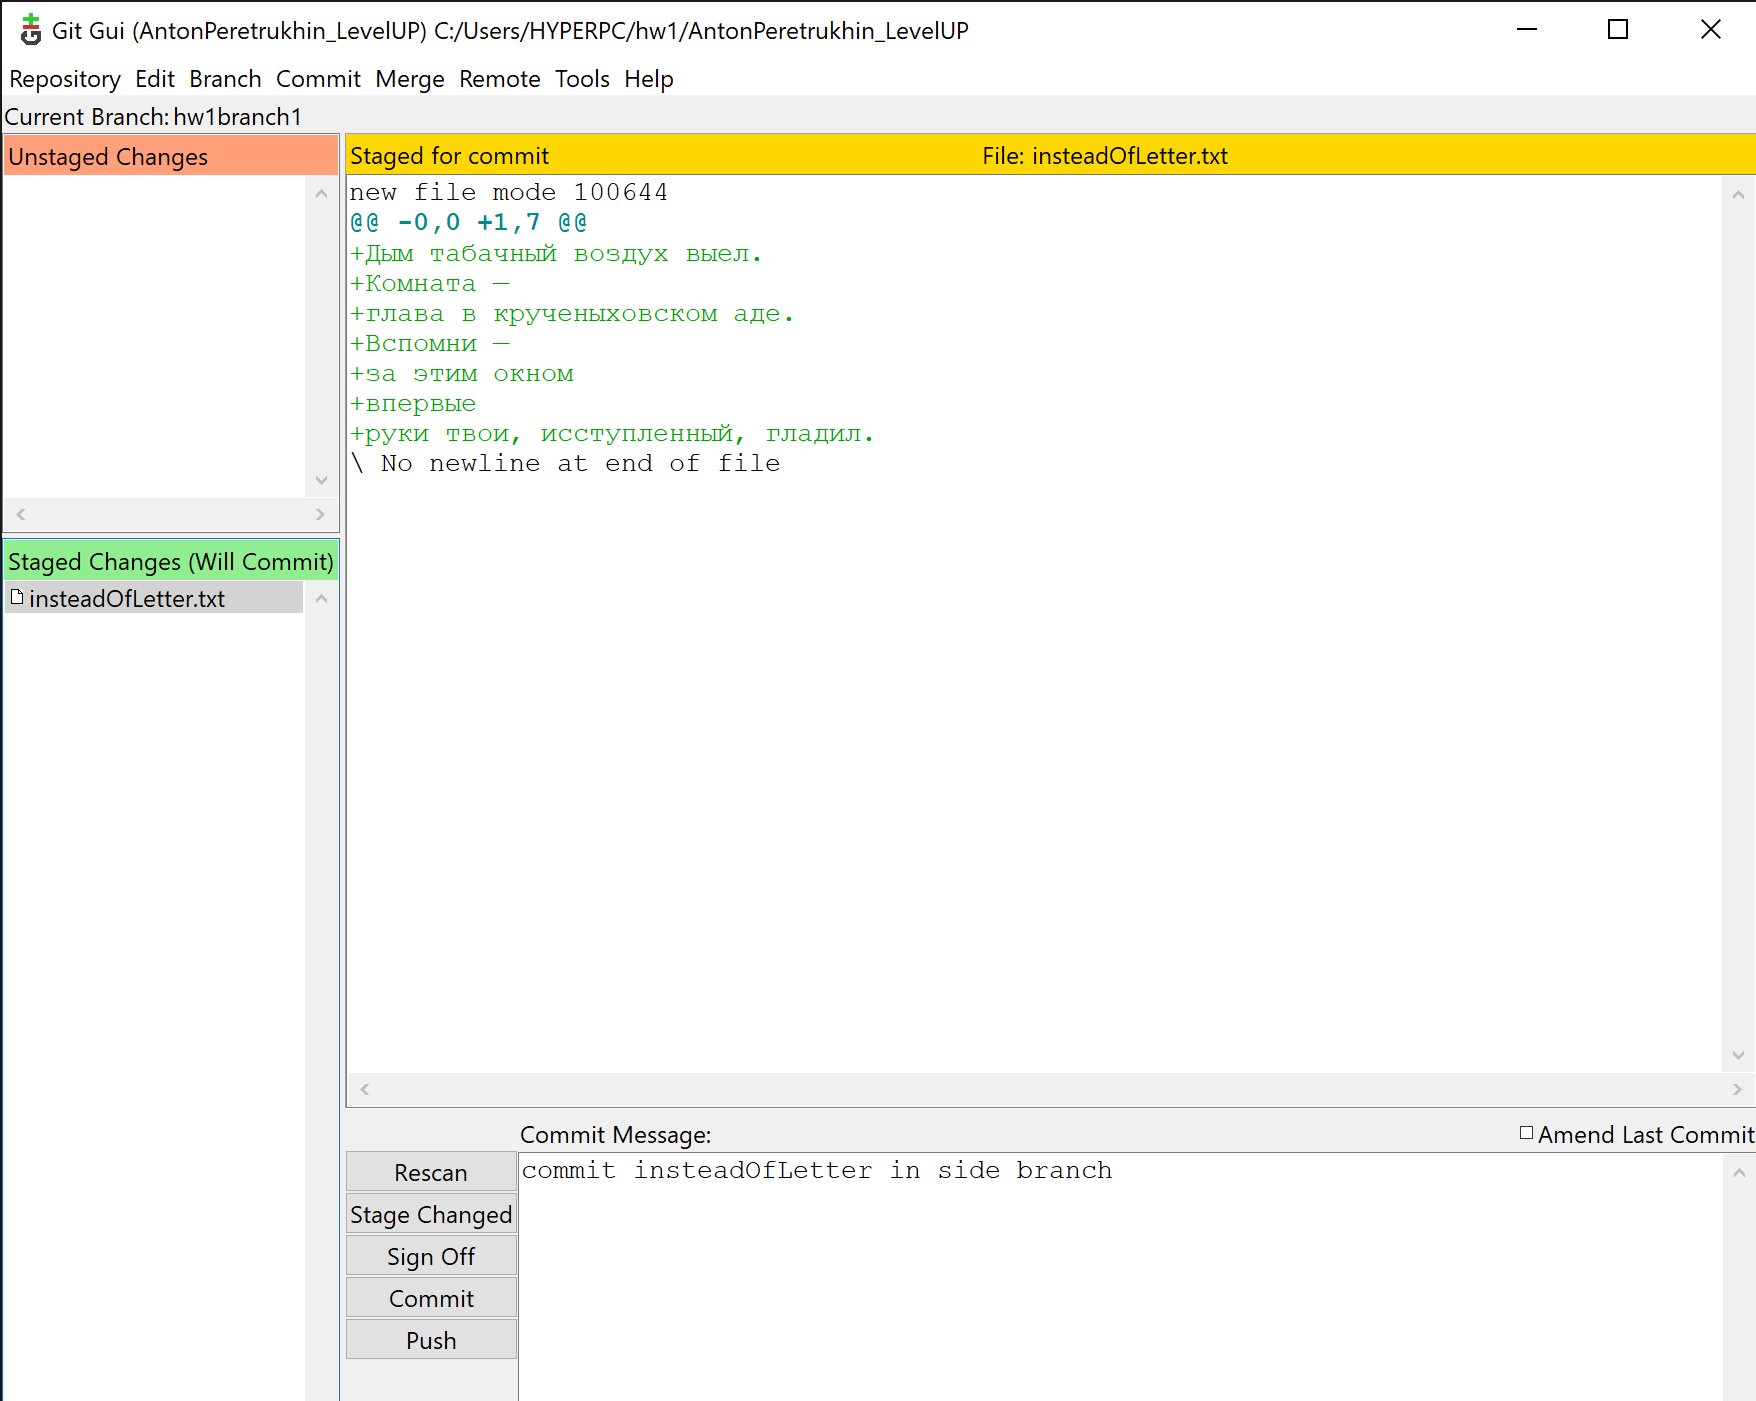 Git Gui (AntonPeretrukhin_LevelUP) C:/Users/HYPERPC/hw1/AntonPeretrukhin_LevelUP
Repository Edit Branch Commit Merge Remote Tools Help
Current Branch: hw1branch1
Unstaged Changes
Staged Changes (Will Commit)
insteadOfLetter.txt
Staged for commit File: insteadOfLetter.txt
new file mode 100644
@@ -0,0 +1,7 @@
+Дым табачный воздух выел.
+Комната —
+глава в крученыховском аде.
+Вспомни —
+за этим окном
+впервые
+руки твои, исступленный, гладил.
\ No newline at end of file
Commit Message:
Amend Last Commit
Rescan
Stage Changed
Sign Off
Commit
Push
commit insteadOfLetter in side branch